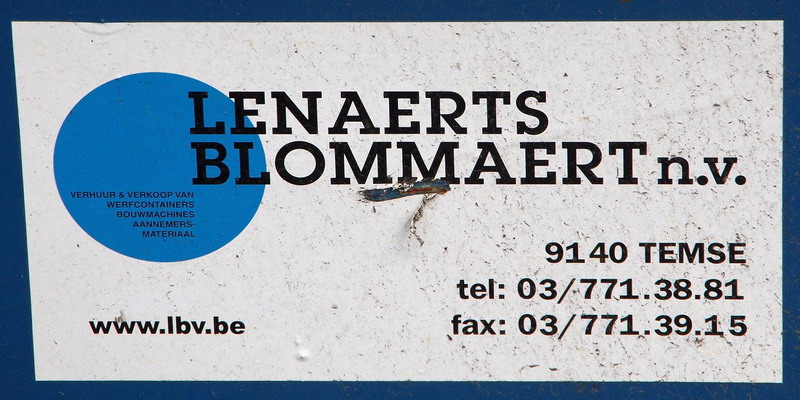 LENAERTS
BLOMMAERT n.v.
VERHUUR & VERKOOP VAN
WERFCONTAINERS
BOUWMACHINES
AANNEMERS-
MATERIAAL
9140 TEMSE
tel: 03/771.38.81
www.lbv.be
fax: 03/771.39.15